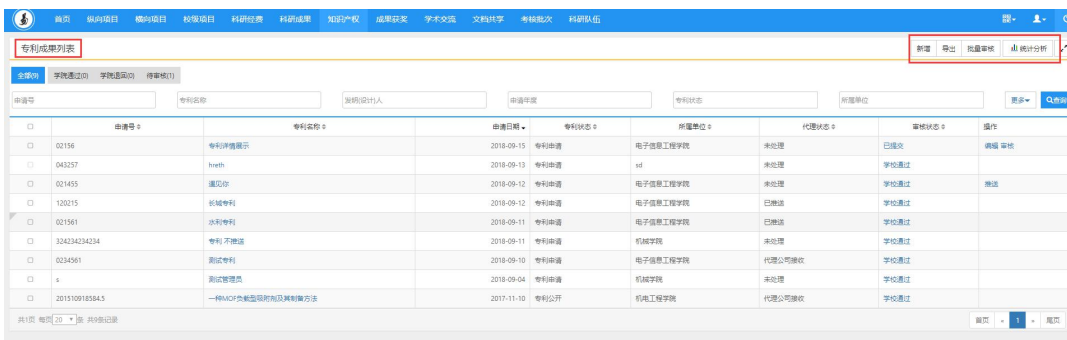 首页 纵向项目 横向项目 校级项目 科研经费 科研成果 知识产权 成果获奖 学术交流 文档共享 考核批次 科研队伍
专利成果列表 新增 导出 批量审核 统计分析
全部(9) 学院通过(0) 学院退回(0) 待审核(1)
申请号 专利名称 发明(设计)人 申请年度 专利状态 所属单位 更多 查询
申请号 专利名称 申请日期 专利状态 所属单位 代理状态 审核状态 操作
02156 专利详情展示 2018-09-15 专利申请 电子信息工程学院 未处理 已提交 编辑 审核
043257 hreth 2018-09-13 专利申请 sd 未处理 学校通过
021455 遇见你 2018-09-12 专利申请 电子信息工程学院 未处理 学校通过 推送
120215 长城专利 2018-09-12 专利申请 电子信息工程学院 已推送 学校通过
021561 水利专利 2018-09-11 专利申请 电子信息工程学院 已推送 学校通过
324234234234 专利 不推送 2018-09-11 专利申请 机械学院 未处理 学校通过
0234561 测试专利 2018-09-10 专利申请 电子信息工程学院 代理公司接收 学校通过
s 测试管理员 2018-09-04 专利申请 机械学院 未处理 学校通过
201510918584.5 一种MOF负载型吸附剂及其制备方法 2017-11-10 专利公开 机电工程学院 代理公司接收 学校通过
共1页 每页 20 条 共9条记录 首页 « 1 » 尾页